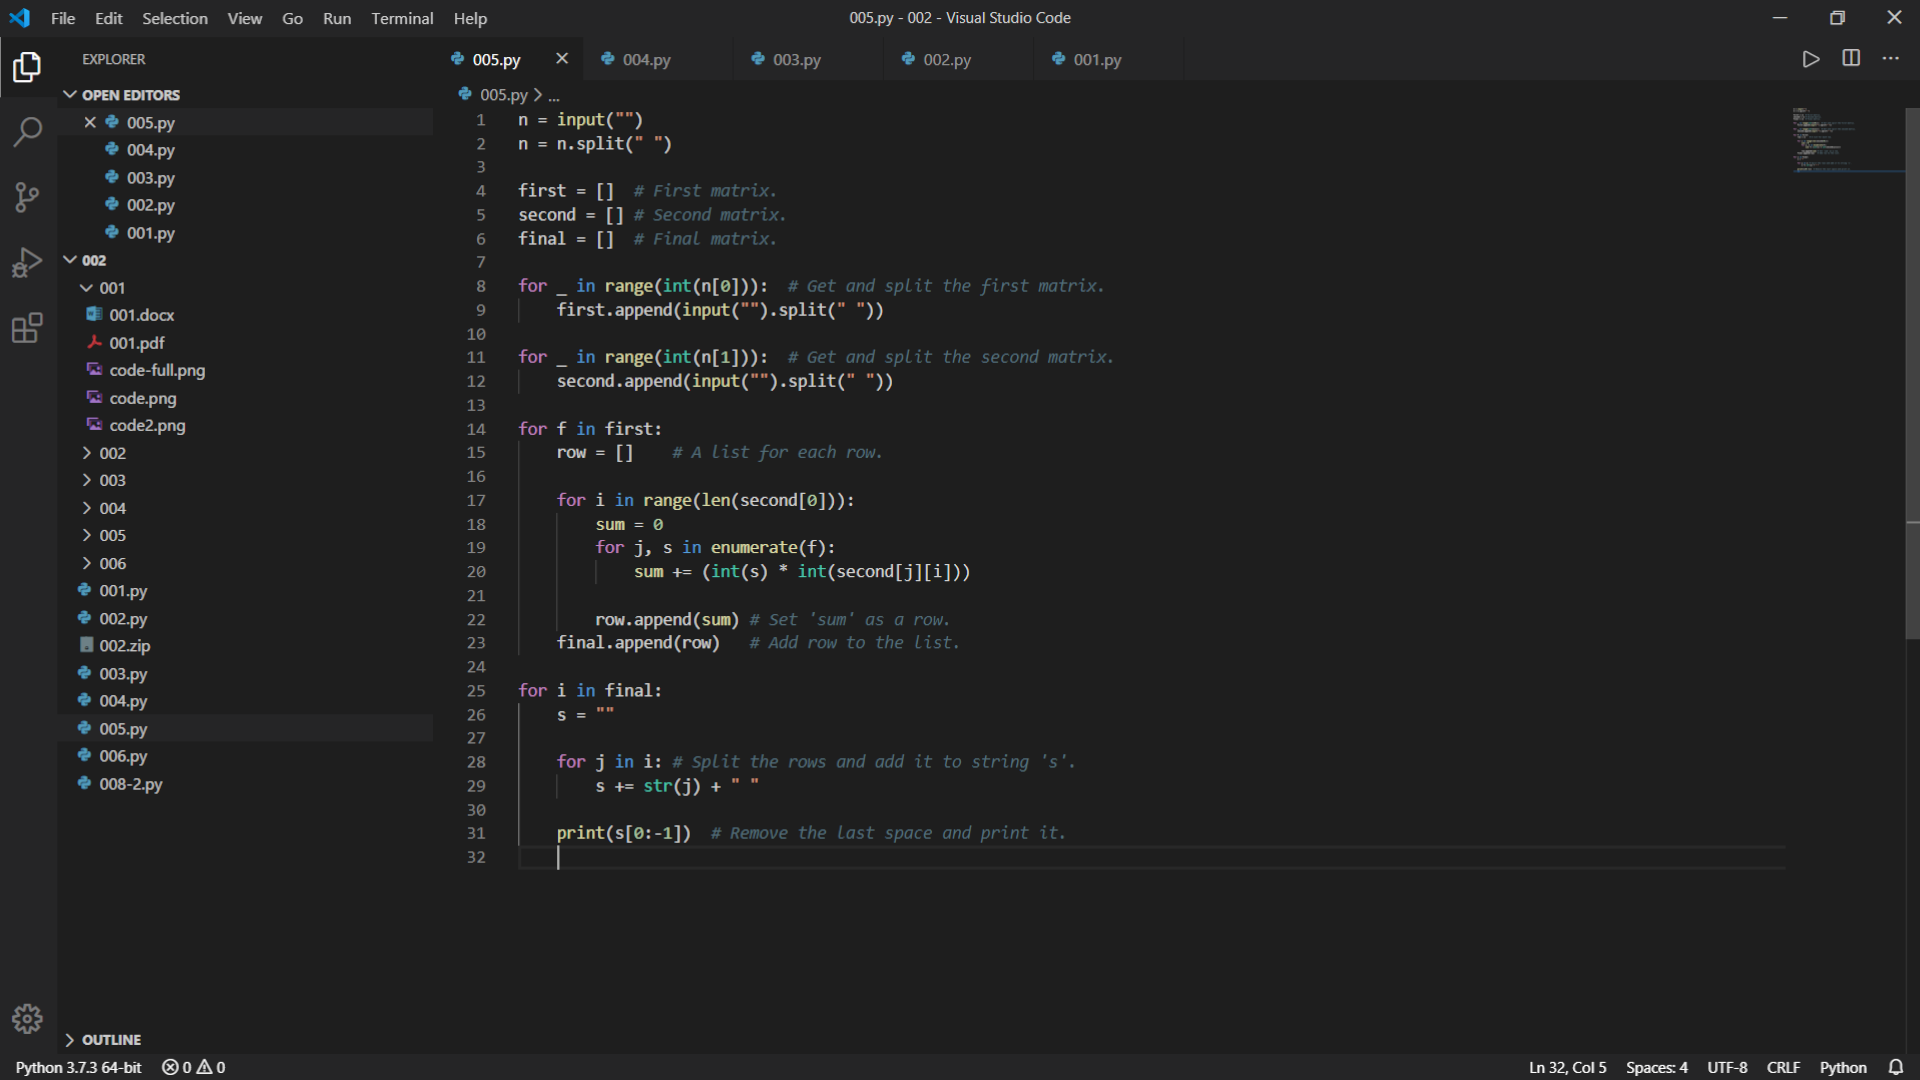 File Edit Selection View Go Run Terminal Help
005.py - 002 - Visual Studio Code
EXPLORER
OPEN EDITORS
005.py
004.py
003.py
002.py
001.py
002
001
001.docx
001.pdf
code-full.png
code.png
code2.png
002
003
004
005
006
001.py
002.py
002.zip
003.py
004.py
005.py
006.py
008-2.py
OUTLINE
005.py 004.py 003.py 002.py 001.py
005.py > ...
1 n = input("")
2 n = n.split(" ")
3
4 first = []  # First matrix.
5 second = [] # Second matrix.
6 final = []  # Final matrix.
7
8 for _ in range(int(n[0])):  # Get and split the first matrix.
9     first.append(input("").split(" "))
10
11 for _ in range(int(n[1])):  # Get and split the second matrix.
12     second.append(input("").split(" "))
13
14 for f in first:
15     row = []    # A list for each row.
16
17     for i in range(len(second[0])):
18         sum = 0
19         for j, s in enumerate(f):
20             sum += (int(s) * int(second[j][i]))
21
22         row.append(sum) # Set 'sum' as a row.
23     final.append(row)   # Add row to the list.
24
25 for i in final:
26     s = ""
27
28     for j in i: # Split the rows and add it to string 's'.
29         s += str(j) + " "
30
31     print(s[0:-1])  # Remove the last space and print it.
32
Python 3.7.3 64-bit 0 0 Ln 32, Col 5 Spaces: 4 UTF-8 CRLF Python